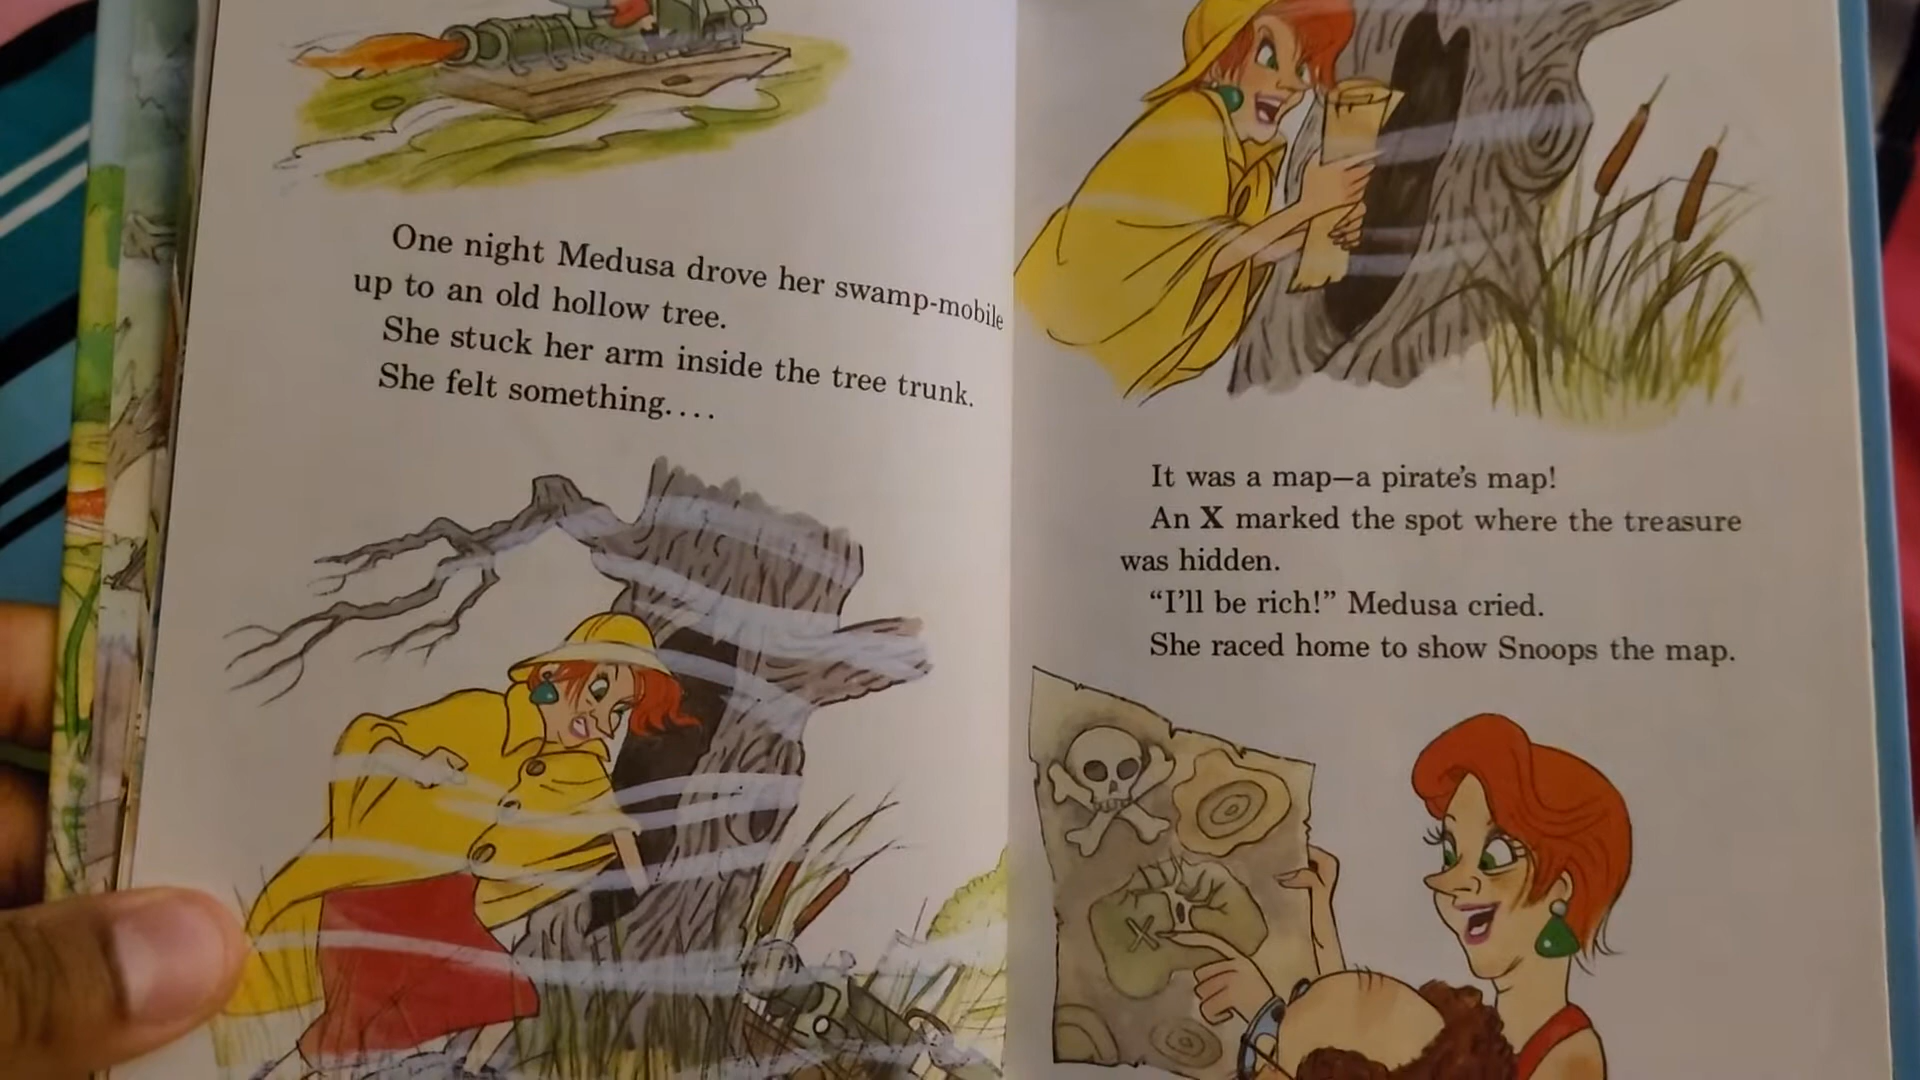 One night Medusa drove her swamp-mobile
up to an old hollow tree.
She stuck her arm inside the tree trunk.
She felt something....
It was a map—a pirate's map!
An X marked the spot where the treasure
was hidden.
“I'll be rich!” Medusa cried.
She raced home to show Snoops the map.
X